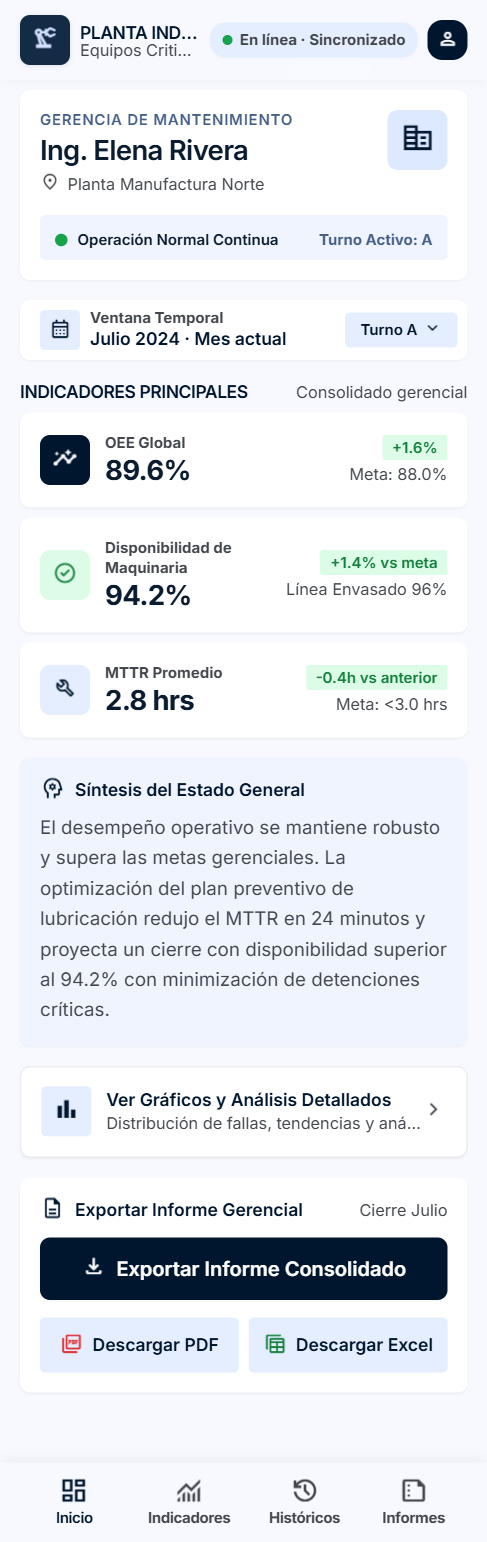 PLANTA IND...
Equipos Criti...
En línea · Sincronizado
GERENCIA DE MANTENIMIENTO
Ing. Elena Rivera
Planta Manufactura Norte
Operación Normal Continua
Turno Activo: A
Ventana Temporal
Julio 2024 · Mes actual
Turno A
INDICADORES PRINCIPALES
Consolidado gerencial
OEE Global
89.6%
+1.6%
Meta: 88.0%
Disponibilidad de
Maquinaria
94.2%
+1.4% vs meta
Línea Envasado 96%
MTTR Promedio
2.8 hrs
-0.4h vs anterior
Meta: <3.0 hrs
Síntesis del Estado General
El desempeño operativo se mantiene robusto
y supera las metas gerenciales. La
optimización del plan preventivo de
lubricación redujo el MTTR en 24 minutos y
proyecta un cierre con disponibilidad superior
al 94.2% con minimización de detenciones
críticas.
Ver Gráficos y Análisis Detallados
Distribución de fallas, tendencias y aná...
Exportar Informe Gerencial
Cierre Julio
Exportar Informe Consolidado
PDF
Descargar PDF
Descargar Excel
Inicio
Indicadores
Históricos
Informes